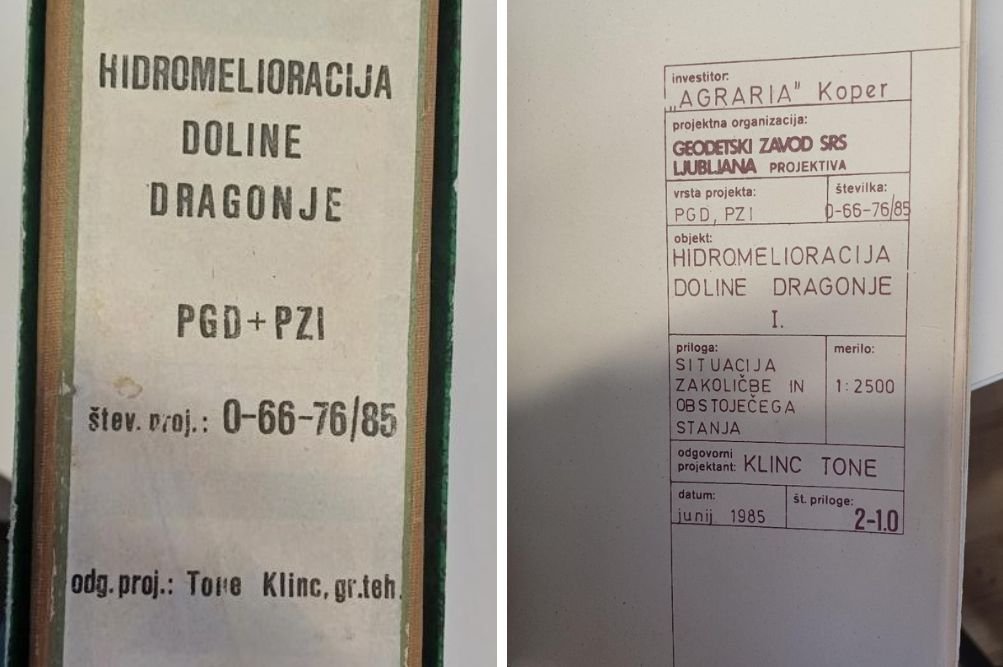 HIDROMELIORACIJA
DOLINE
DRAGONJE
PGD+PZI
štev. proj.: 0-66-76/85
odg.proj.: Tone Klinc, gr.teh.
investitor:
„AGRARIA" Koper
projektna organizacija:
GEODETSKI ZAVOD SRS
LJUBLJANA PROJEKTIVA
vrsta projekta:
PGD, PZI
številka:
0-66-76/85
objekt:
HIDROMELIORACIJA
DOLINE DRAGONJE
I.
priloga:
SITUACIJA
ZAKOLIČBE IN
OBSTOJEČEGA
STANJA
merilo:
1:2500
odgovorni
projektant: KLINC TONE
datum:
junij 1985
št. priloge:
2-1.0